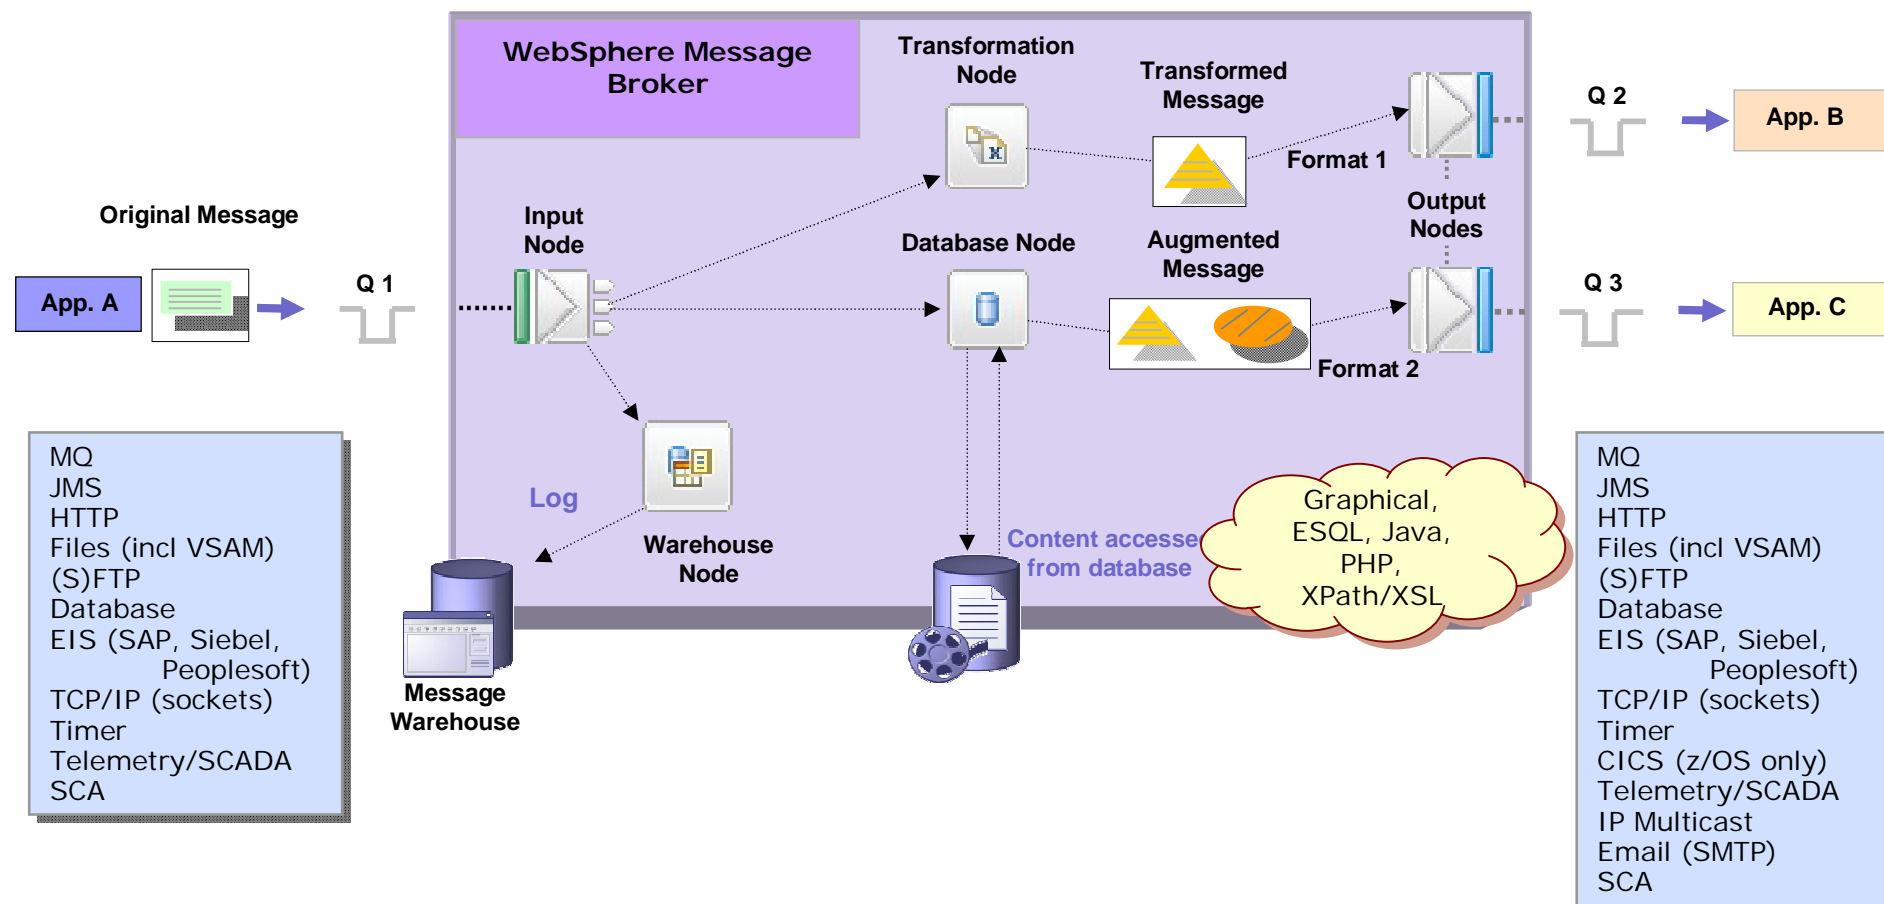 WebSphere Message
Broker
Transformation
Node
Transformed
Message
Format 1
Q 2
App. B
Original Message
App. A
Q 1
Input
Node
Database Node
Augmented
Message
Format 2
Output
Nodes
Q 3
App. C
Log
Warehouse
Node
Message
Warehouse
Content accesse
from database
Graphical,
ESQL, Java,
PHP,
XPath/XSL
MQ
JMS
HTTP
Files (incl VSAM)
(S)FTP
Database
EIS (SAP, Siebel,
Peoplesoft)
TCP/IP (sockets)
Timer
Telemetry/SCADA
SCA
MQ
JMS
HTTP
Files (incl VSAM)
(S)FTP
Database
EIS (SAP, Siebel,
Peoplesoft)
TCP/IP (sockets)
Timer
CICS (z/OS only)
Telemetry/SCADA
IP Multicast
Email (SMTP)
SCA